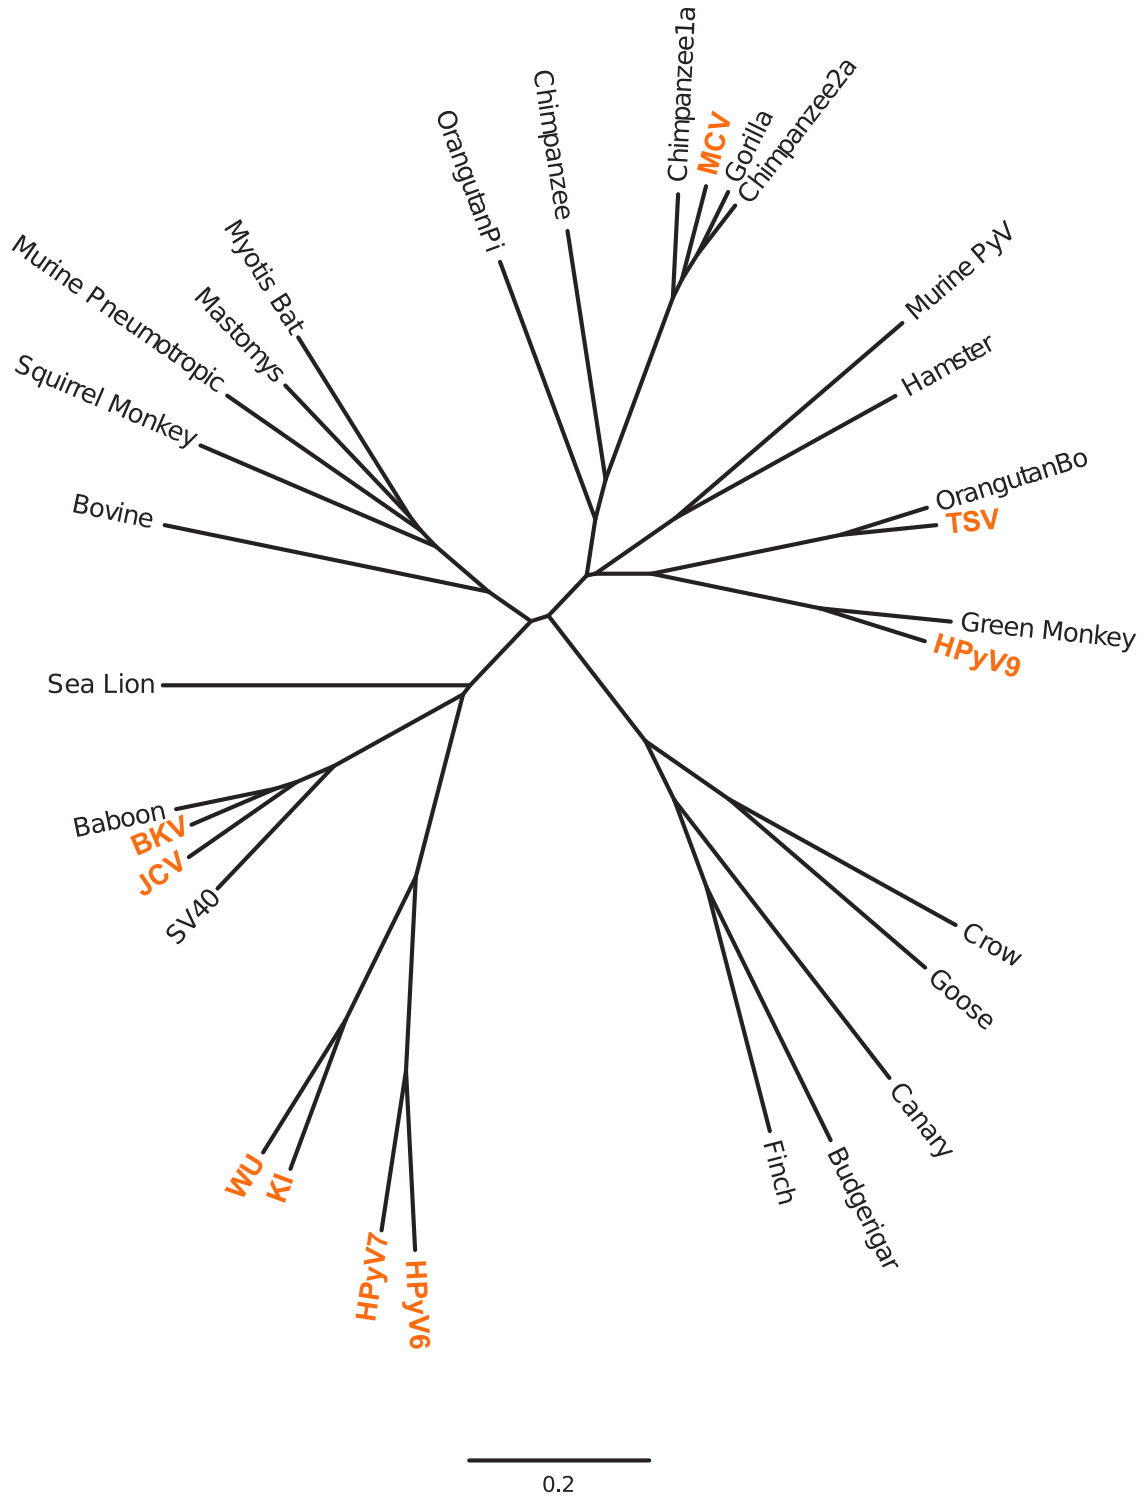 Chimpanzee1a
Chimpanzee2a
Chimpanzee
MCV
Gorilla
OrangutanPi
Myotis Bat
Mastomys
Murine Pneumotropic
Squirrel Monkey
Bovine
Murine PyV
Hamster
OrangutanBo
TSV
Green Monkey
HPyV9
Sea Lion
Baboon
BKV
JCV
SV40
Crow
Goose
Canary
Budgerigar
Finch
WU
KI
HPyV7
HPyV6
0.2